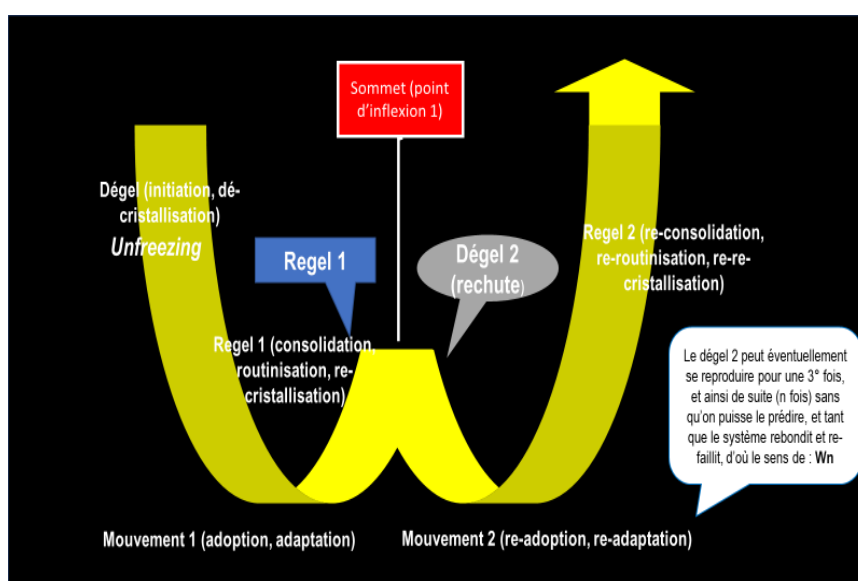 Sommet (point
d'inflexion 1)
Dégel (initiation, dé-
cristallisation)
Unfreezing
Regel 1
Dégel 2
(rechute)
Regel 2 (re-consolidation,
re-routinisation, re-re-
cristallisation)
Regel 1 (consolidation,
routinisation, re-
cristallisation)
Le dégel 2 peut éventuellement
se reproduire pour une 3° fois,
et ainsi de suite (n fois) sans
qu'on puisse le prédire, et tant
que le système rebondit et re-
faillit, d'où le sens de : Wn
Mouvement 1 (adoption, adaptation)
Mouvement 2 (re-adoption, re-adaptation)